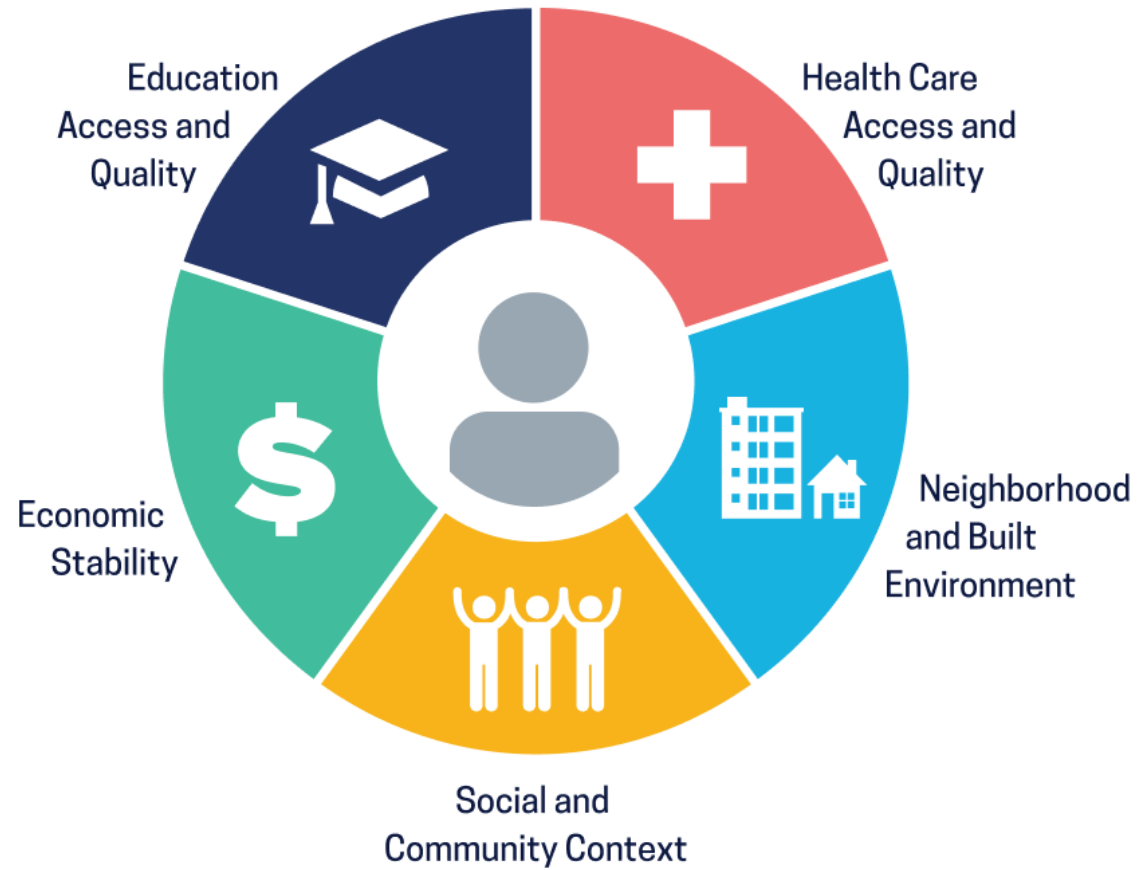 Education
Access and
Quality
Health Care
Access and
Quality
Economic
Stability
Neighborhood
and Built
Environment
Social and
Community Context